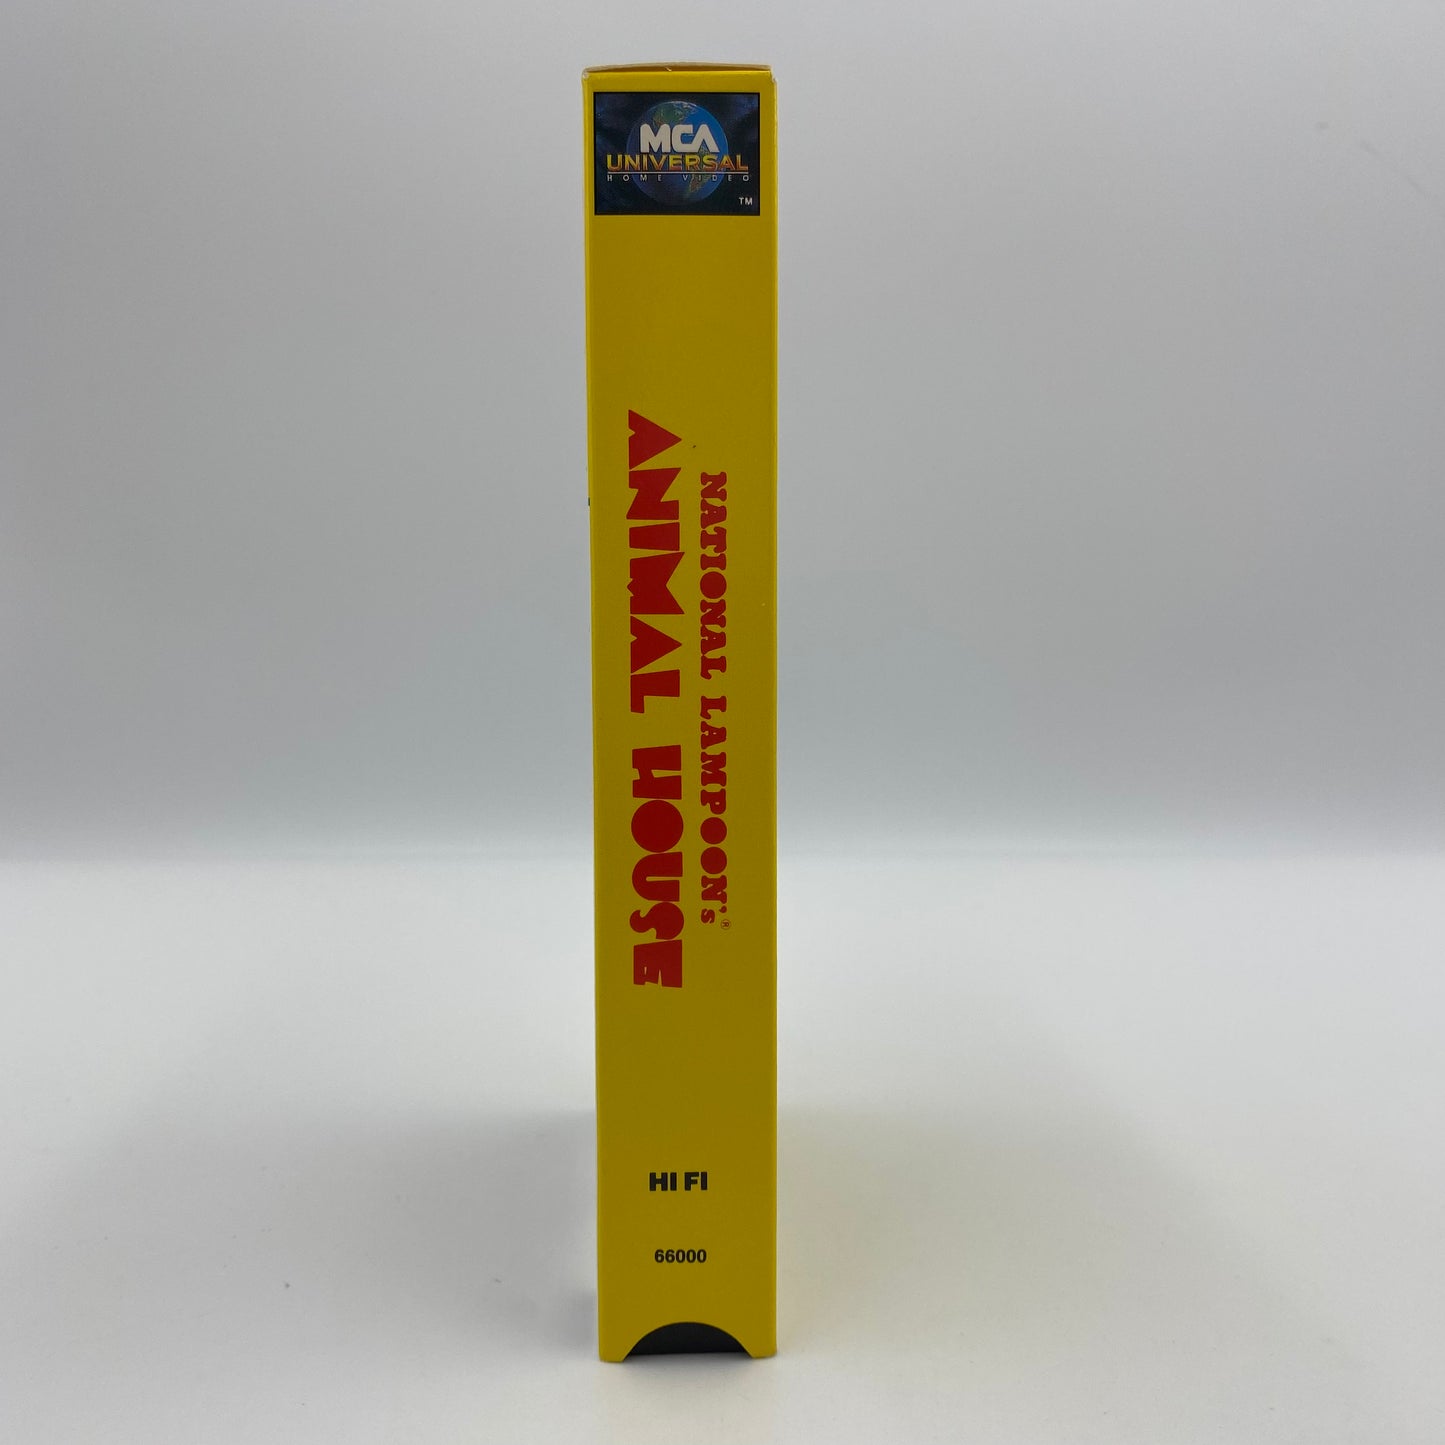 MCA
UNIVERSAL
HOME VIDEO
TM
NATIONAL LAMPOON's®
ANIMAL HOUSE
HI FI
66000